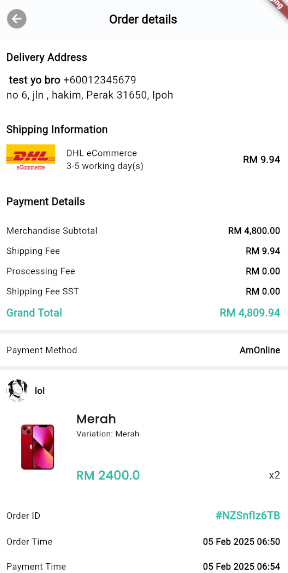 Order details
Delivery Address
test yo bro +60012345679
no 6, jln , hakim, Perak 31650, Ipoh
Shipping Information
DHL
eCommerce
DHL eCommerce
3-5 working day(s)
RM 9.94
Payment Details
Merchandise Subtotal RM 4,800.00
Shipping Fee RM 9.94
Proscessing Fee RM 0.00
Shipping Fee SST RM 0.00
Grand Total RM 4,809.94
Payment Method AmOnline
lol
Merah
Variation: Merah
RM 2400.0 x2
Order ID #NZSnfIz6TB
Order Time 05 Feb 2025 06:50
Payment Time 05 Feb 2025 06:54